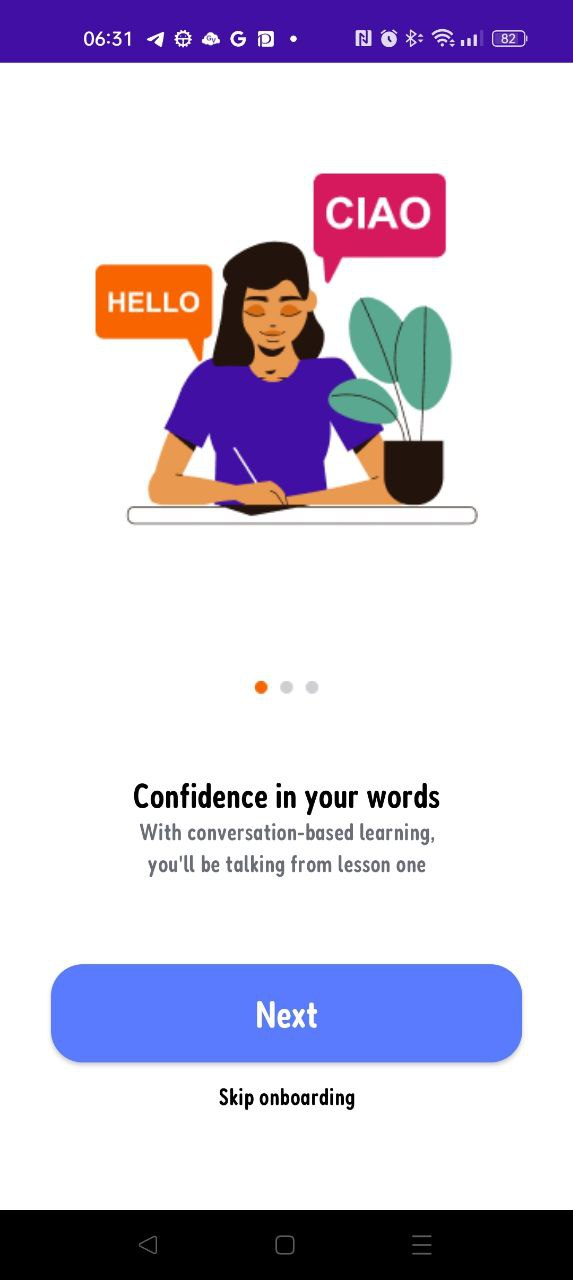 06:31
82
CIAO
HELLO
Confidence in your words
With conversation-based learning,
you'll be talking from lesson one
Next
Skip onboarding